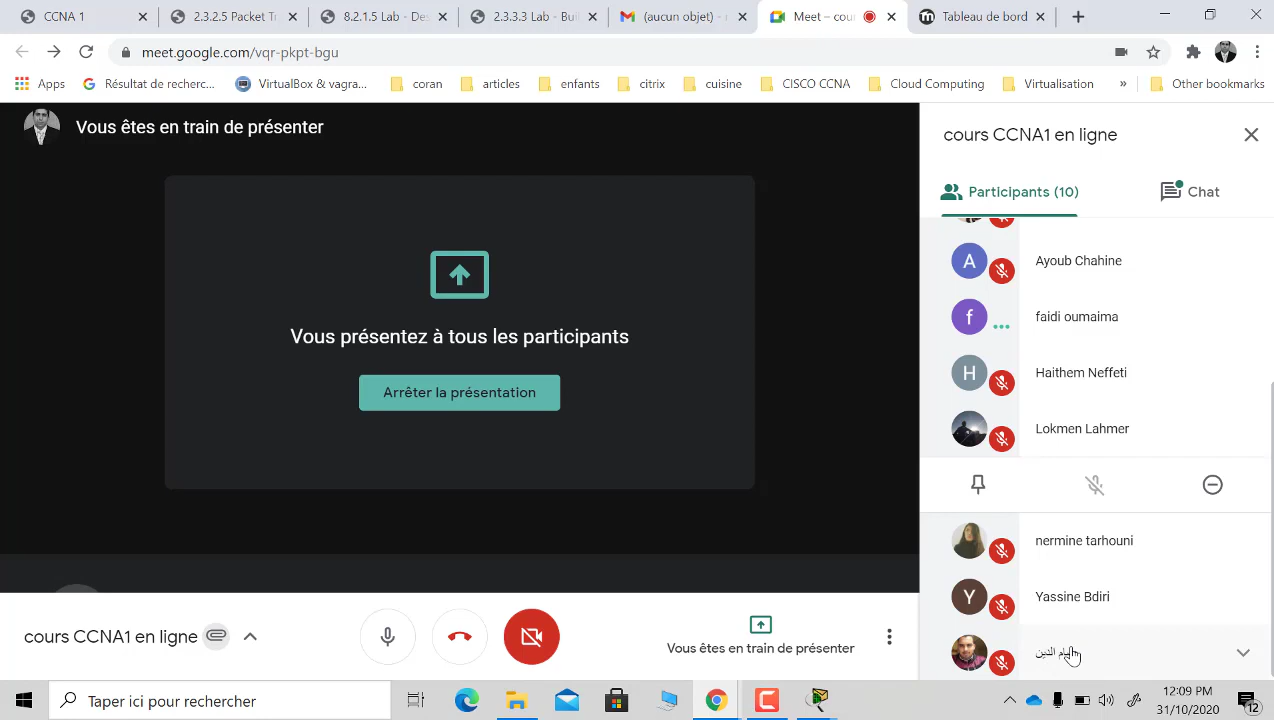 CCNA 1
2.3.2.5 Packet Tr
8.2.1.5 Lab - Des
2.3.3.3 Lab - Bui
(aucun objet) - r
Meet – cou
Tableau de bord
meet.google.com/vqr-pkpt-bgu
Apps
Résultat de recherc...
VirtualBox & vagra...
coran
articles
enfants
citrix
cuisine
CISCO CCNA
Cloud Computing
Virtualisation
»
Other bookmarks
Vous êtes en train de présenter
Vous présentez à tous les participants
Arrêter la présentation
cours CCNA1 en ligne
Participants (10)
Chat
A
Ayoub Chahine
f
faidi oumaima
H
Haithem Neffeti
Lokmen Lahmer
nermine tarhouni
Y
Yassine Bdiri
الدين
cours CCNA1 en ligne
Vous êtes en train de présenter
Tapez ici pour rechercher
12:09 PM
31/10/2020
12